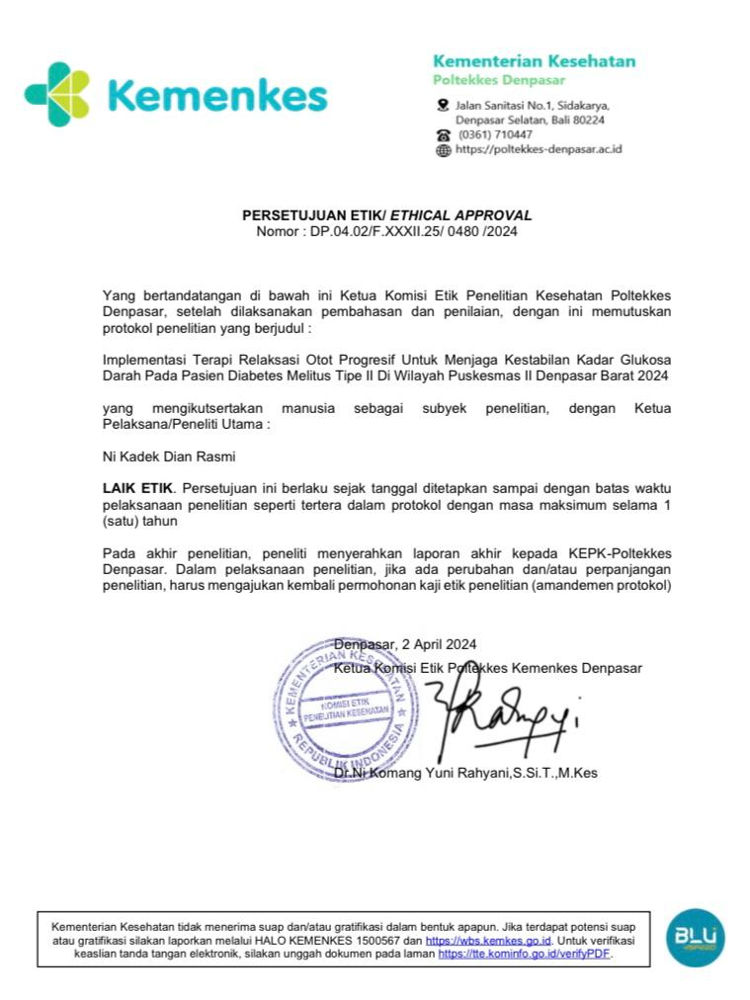 Kemenkes
Kementerian Kesehatan
Poltekkes Denpasar
Jalan Sanitasi No.1, Sidakarya,
Denpasar Selatan, Bali 80224
(0361) 710447
https://poltekkes-denpasar.ac.id
PERSETUJUAN ETIK/ ETHICAL APPROVAL
Nomor : DP.04.02/F.XXXII.25/ 0480 /2024
Yang bertandatangan di bawah ini Ketua Komisi Etik Penelitian Kesehatan Poltekkes
Denpasar, setelah dilaksanakan pembahasan dan penilaian, dengan ini memutuskan
protokol penelitian yang berjudul :
Implementasi Terapi Relaksasi Otot Progresif Untuk Menjaga Kestabilan Kadar Glukosa
Darah Pada Pasien Diabetes Melitus Tipe II Di Wilayah Puskesmas II Denpasar Barat 2024
yang mengikutsertakan manusia sebagai subyek penelitian, dengan Ketua
Pelaksana/Peneliti Utama :
Ni Kadek Dian Rasmi
LAIK ETIK. Persetujuan ini berlaku sejak tanggal ditetapkan sampai dengan batas waktu
pelaksanaan penelitian seperti tertera dalam protokol dengan masa maksimum selama 1
(satu) tahun
Pada akhir penelitian, peneliti menyerahkan laporan akhir kepada KEPK-Poltekkes
Denpasar. Dalam pelaksanaan penelitian, jika ada perubahan dan/atau perpanjangan
penelitian, harus mengajukan kembali permohonan kaji etik penelitian (amandemen protokol)
Denpasar, 2 April 2024
Ketua Komisi Etik Poltekkes Kemenkes Denpasar
KEMENTERIAN KESEHATAN
KOMISI ETIK
PENELITIAN KESEHATAN
REPUBLIK INDONESIA
Dr.Ni Komang Yuni Rahyani,S.Si.T.,M.Kes
Kementerian Kesehatan tidak menerima suap dan/atau gratifikasi dalam bentuk apapun. Jika terdapat potensi suap
atau gratifikasi silakan laporkan melalui HALO KEMENKES 1500567 dan https://wbs.kemkes.go.id. Untuk verifikasi
keaslian tanda tangan elektronik, silakan unggah dokumen pada laman https://tte.kominfo.go.id/verifyPDF.
BLU